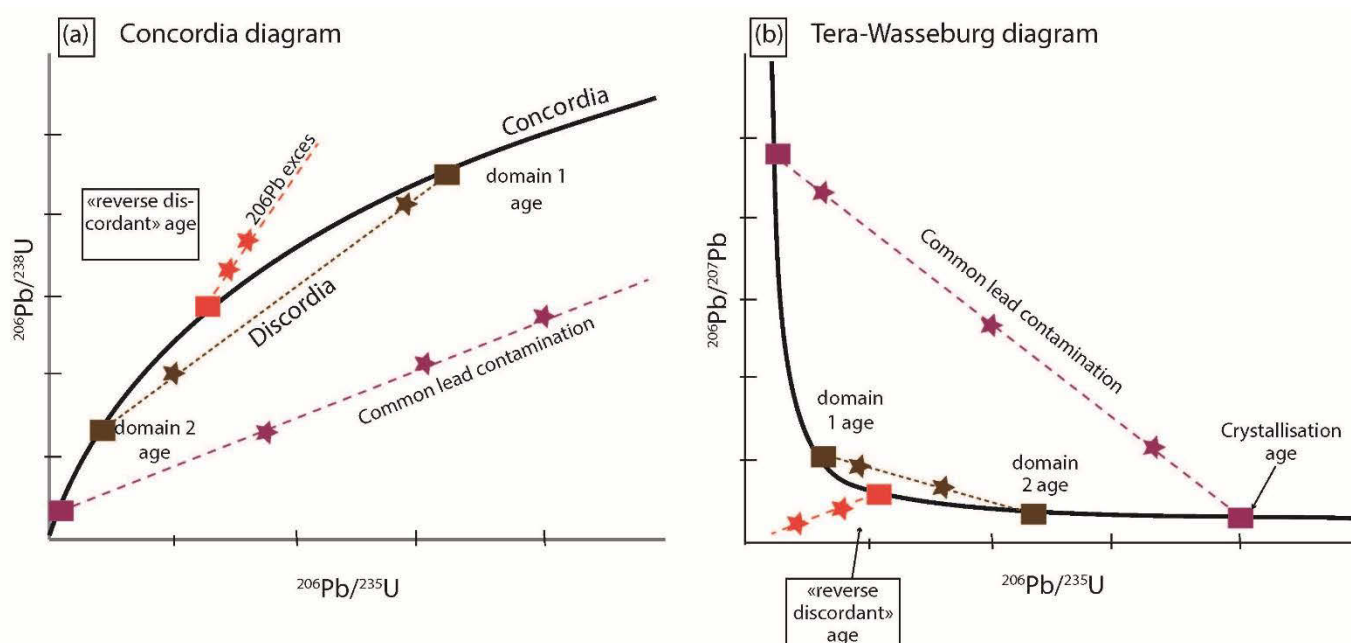 (a) Concordia diagram
Concordia
206Pb exces
domain 1
age
«reverse dis-
cordant» age
206Pb/238U
Discordia
Common lead contamination
domain 2
age
206Pb/235U
(b) Tera-Wasseburg diagram
206Pb/207Pb
Common lead contamination
domain
1 age
domain
2 age
Crystallisation
age
206Pb/235U
«reverse
discordant»
age